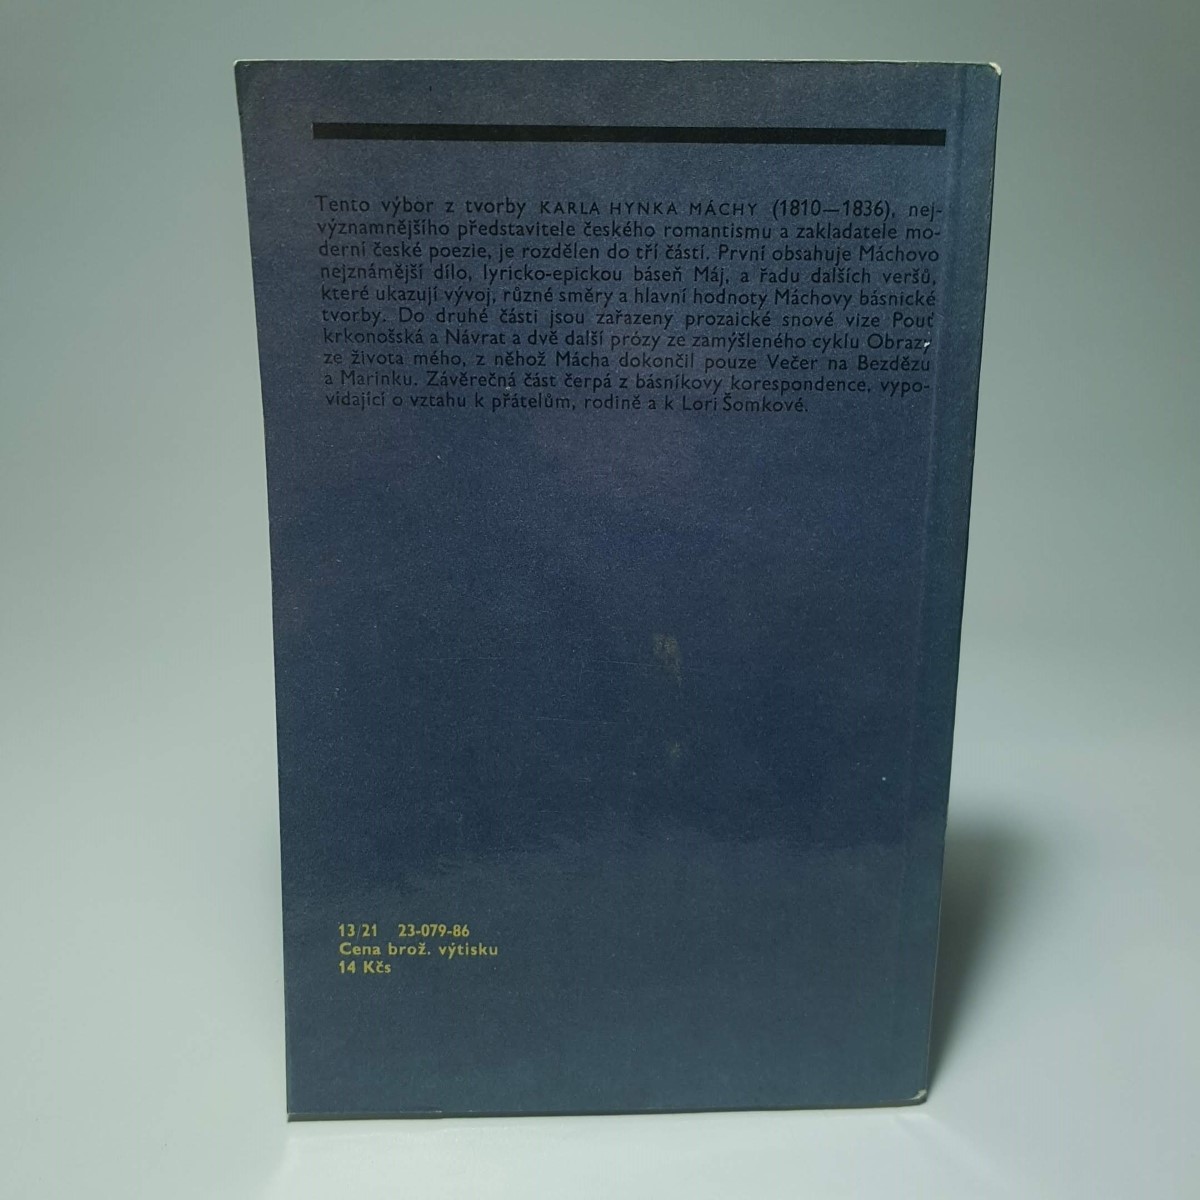 Tento výbor z tvorby KARLA HYNKA MÁCHY (1810—1836), nej-
významnějšího představitele českého romantismu a zakladatele mo-
derní české poezie, je rozdělen do tří částí. První obsahuje Máchovo
nejznámější dílo, lyricko-epickou báseň Máj, a řadu dalších veršů,
které ukazují vývoj, různé směry a hlavní hodnoty Máchovy básnické
tvorby. Do druhé části jsou zařazeny prozaické snové vize Pouť
krkonošská a Návrat a dvě další prózy ze zamýšleného cyklu Obrazy
ze života mého, z něhož Mácha dokončil pouze Večer na Bezdězu
a Marinku. Závěrečná část čerpá z básníkovy korespondence, vypo-
vídající o vztahu k přátelům, rodině a k Lori Šomkové.
13/21 23-079-86
Cena brož. výtisku
14 Kčs